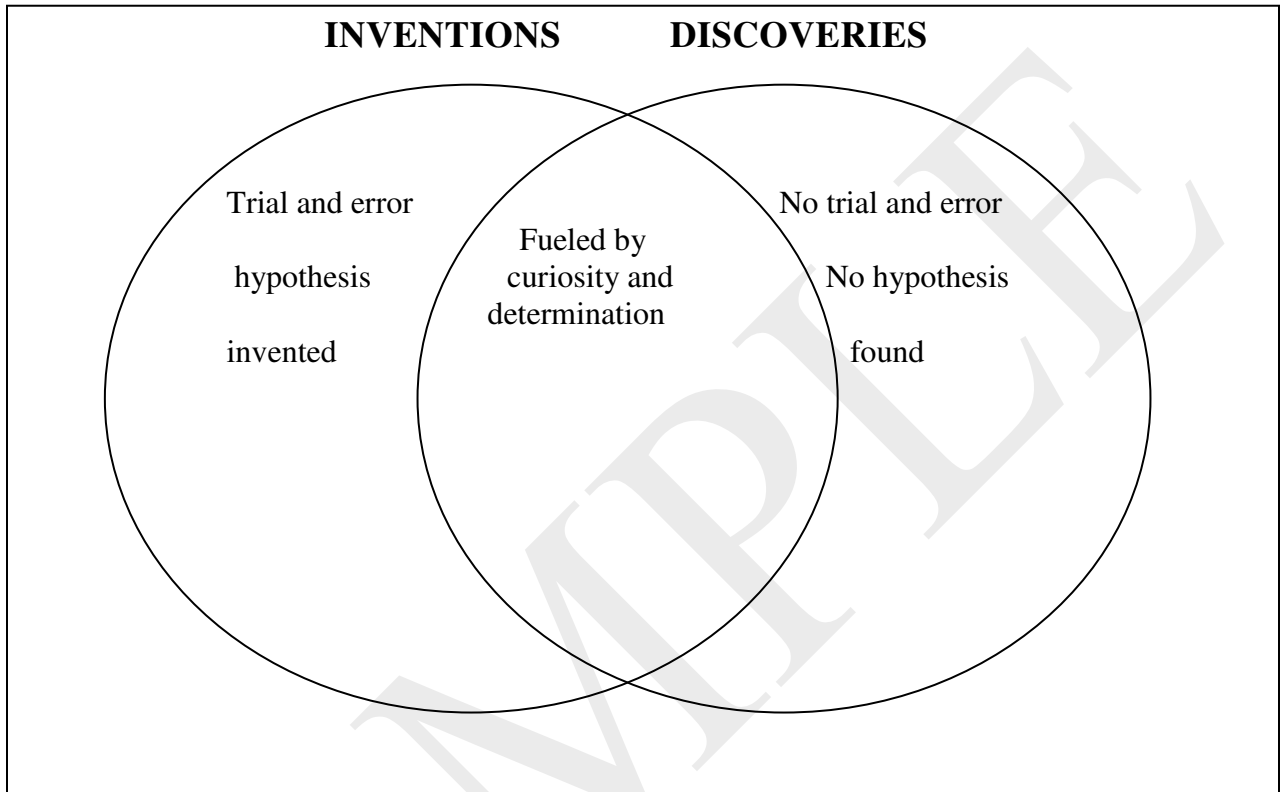 INVENTIONS DISCOVERIES
Trial and error
hypothesis
invented
Fueled by
curiosity and
determination
No trial and error
No hypothesis
found
MPLE